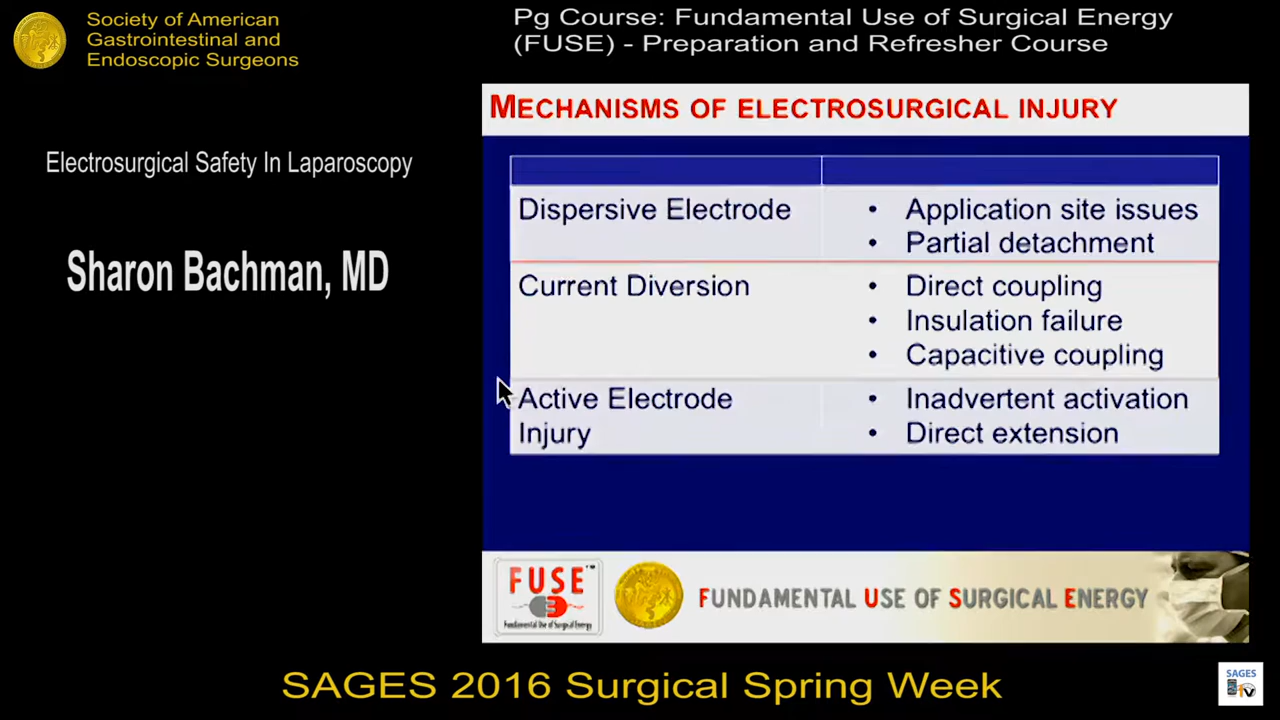 Society of American
Gastrointestinal and
Endoscopic Surgeons
Pg Course: Fundamental Use of Surgical Energy
(FUSE) - Preparation and Refresher Course
Electrosurgical Safety In Laparoscopy
Sharon Bachman, MD
MECHANISMS OF ELECTROSURGICAL INJURY
Dispersive Electrode
• Application site issues
• Partial detachment
Current Diversion
• Direct coupling
• Insulation failure
• Capacitive coupling
Active Electrode
Injury
• Inadvertent activation
• Direct extension
FUSE™
Fundamental Use of Surgical Energy
FUNDAMENTAL USE OF SURGICAL ENERGY
SAGES 2016 Surgical Spring Week
SAGES
TV